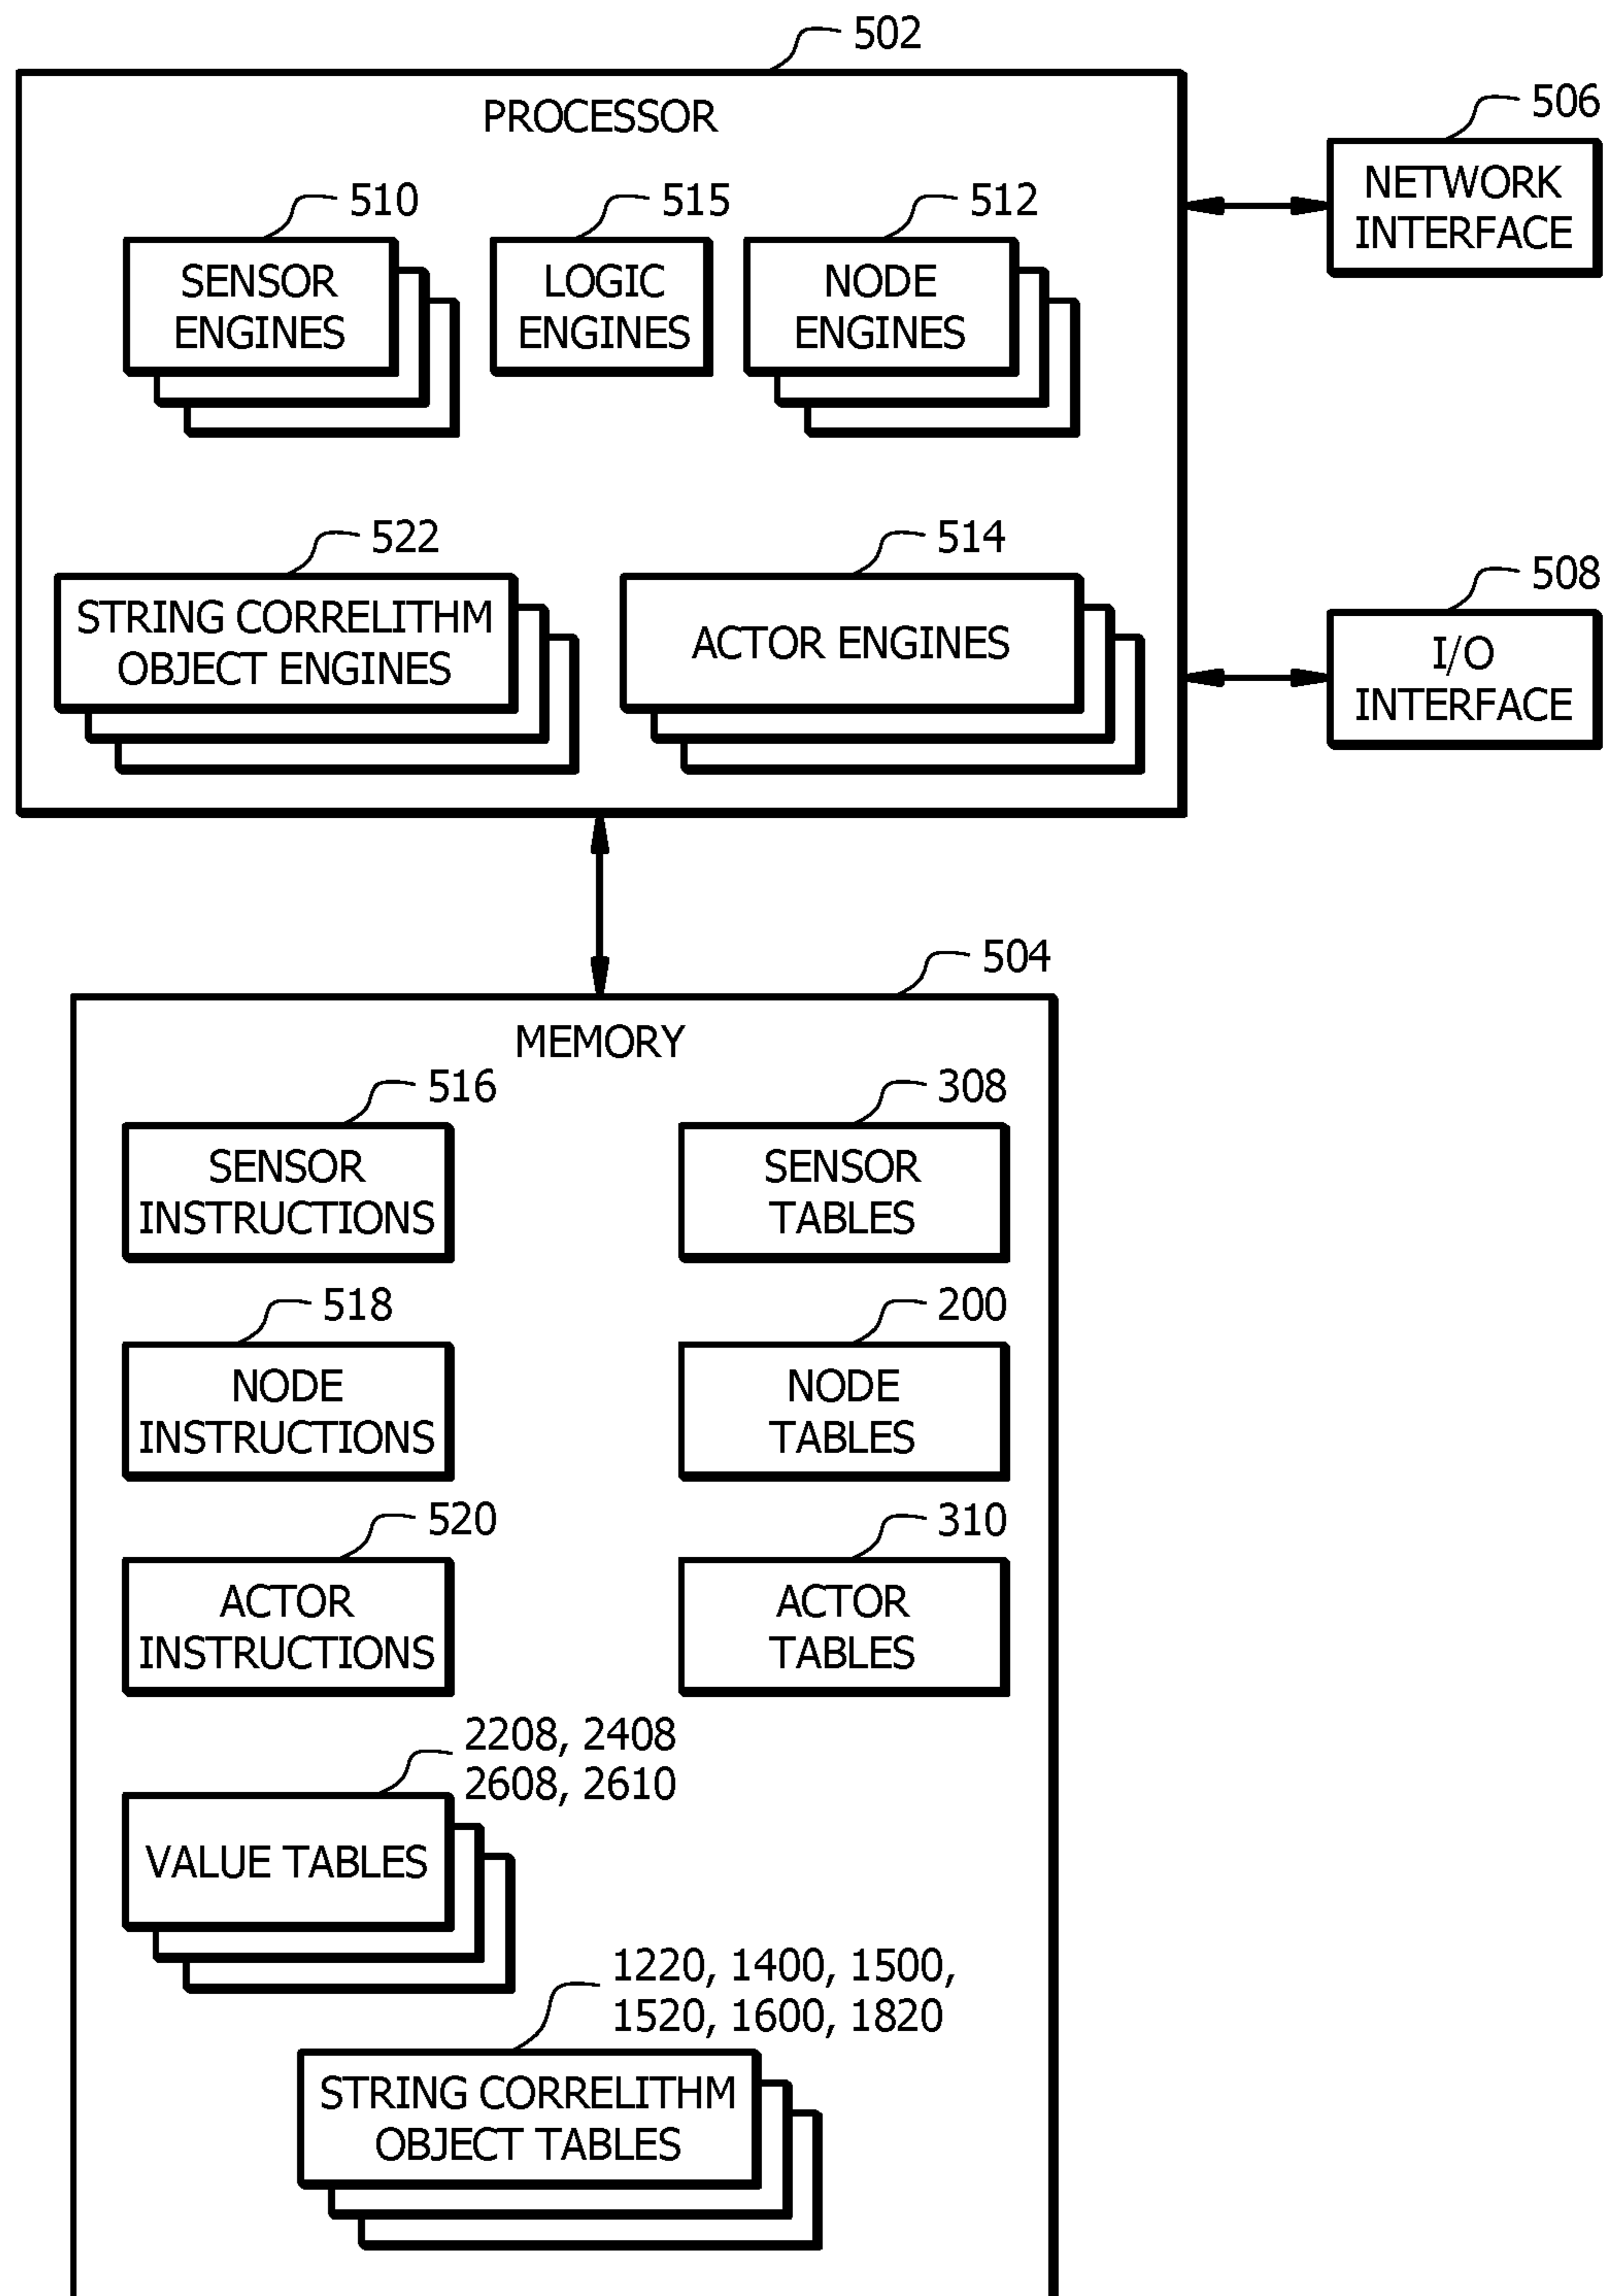 502
PROCESSOR
506
NETWORK
INTERFACE
510
515
512
SENSOR
ENGINES
LOGIC
ENGINES
NODE
ENGINES
522
514
508
STRING CORRELITHM
OBJECT ENGINES
ACTOR ENGINES
I/O
INTERFACE
504
MEMORY
516
308
SENSOR
INSTRUCTIONS
SENSOR
TABLES
518
200
NODE
INSTRUCTIONS
NODE
TABLES
520
310
ACTOR
INSTRUCTIONS
ACTOR
TABLES
2208, 2408
2608, 2610
VALUE TABLES
1220, 1400, 1500,
1520, 1600, 1820
STRING CORRELITHM
OBJECT TABLES